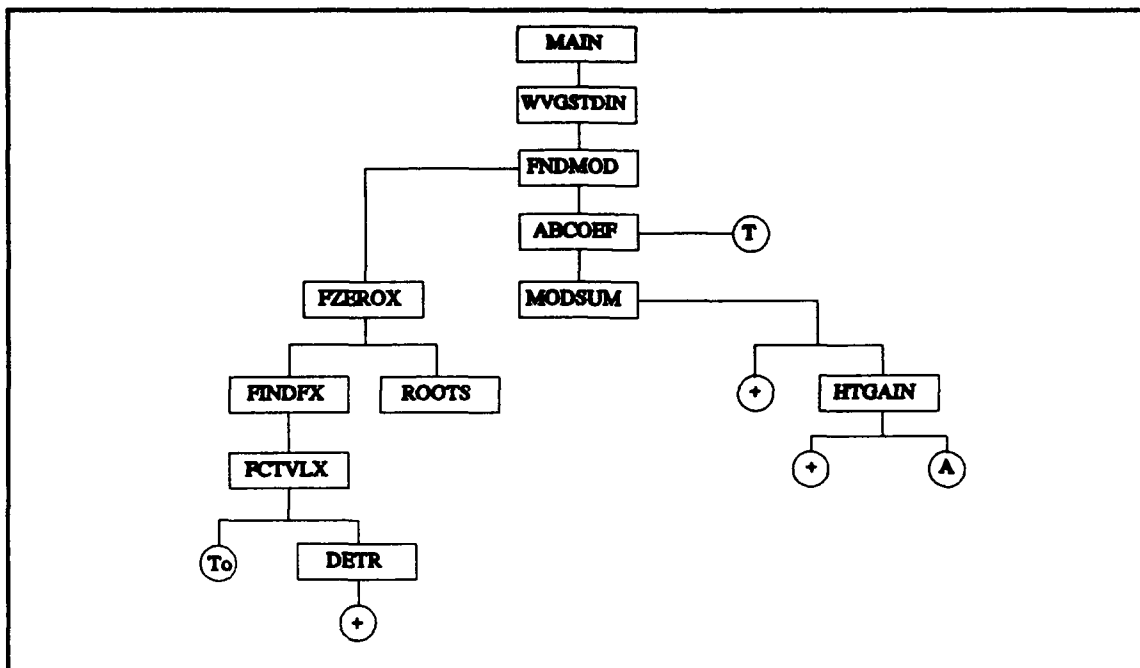 MAIN
WVGSTDIN
FNDMOD
ABCOEF T
FZEROX MODSUM
FINDFX ROOTS + HTGAIN
FCTVLX + A
To DETR
+